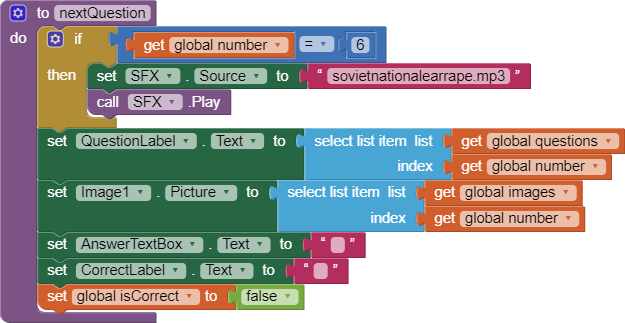 to nextQuestion
do if get global number = 6
then set SFX . Source to " sovietnationalearrape.mp3 "
call SFX .Play
set QuestionLabel . Text to select list item list get global questions
index get global number
set Image1 . Picture to select list item list get global images
index get global number
set AnswerTextBox . Text to " "
set CorrectLabel . Text to " "
set global isCorrect to false